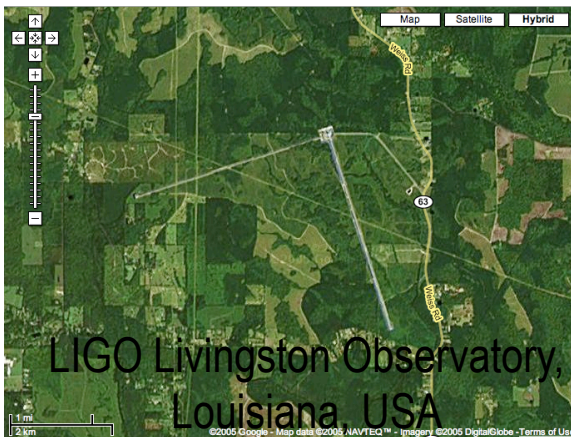 Map Satellite Hybrid
Weiss Rd
63
Weiss Rd
LIGO Livingston Observatory,
Louisiana, USA
1 mi
2 km
©2005 Google - Map data ©2005 NAVTEQ™ - Imagery ©2005 DigitalGlobe - Terms of Use